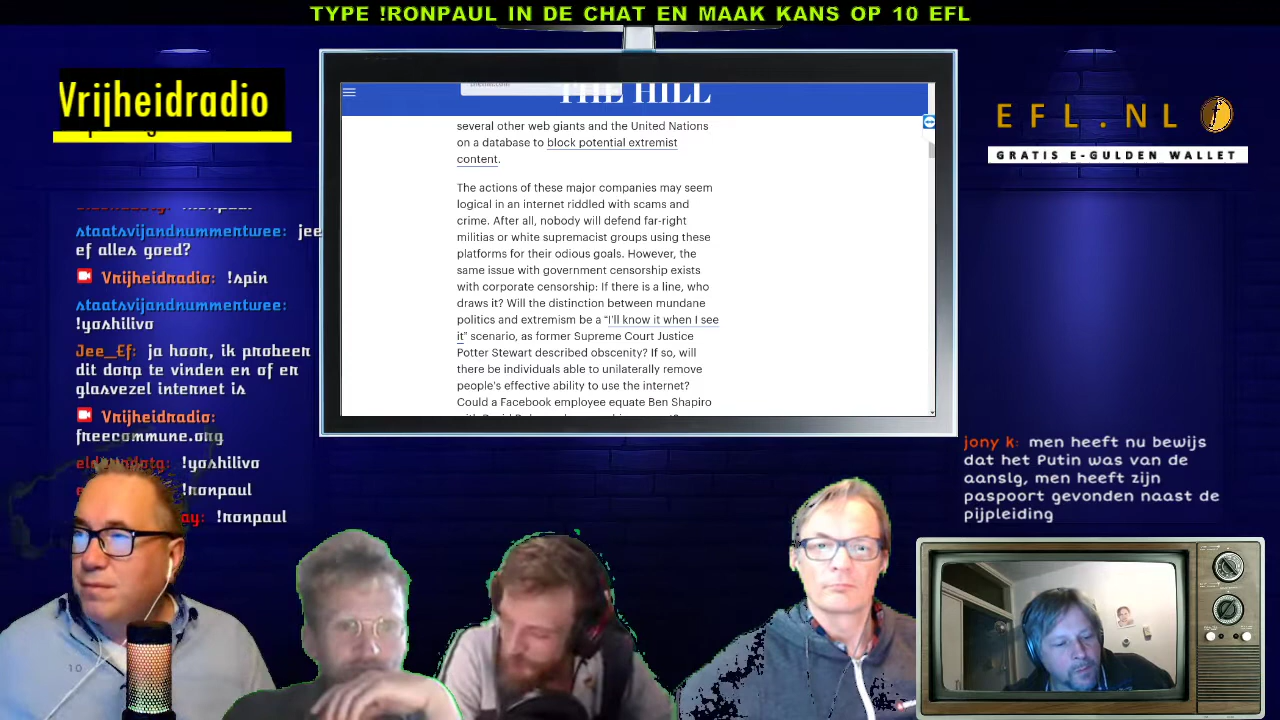 TYPE !RONPAUL IN DE CHAT EN MAAK KANS OP 10 EFL
Vrijheidradio
THE HILL
several other web giants and the United Nations
on a database to block potential extremist
content.
The actions of these major companies may seem
logical in an internet riddled with scams and
crime. After all, nobody will defend far-right
militias or white supremacist groups using these
platforms for their odious goals. However, the
same issue with government censorship exists
with corporate censorship: If there is a line, who
draws it? Will the distinction between mundane
politics and extremism be a “I’ll know it when I see
it” scenario, as former Supreme Court Justice
Potter Stewart described obscenity? If so, will
there be individuals able to unilaterally remove
people’s effective ability to use the internet?
Could a Facebook employee equate Ben Shapiro
EFL.NL
GRATIS E-GULDEN WALLET
staatsvijandnummertwee: jee
ef alles goed?
Vrijheidradio: !spin
staatsvijandnummertwee:
!yoshilivo
Jee_Ef: ja hoor, ik probeer
dit dorp te vinden en of er
glasvezel internet is
Vrijheidradio:
freecommune.org
!yoshilivo
!ronpaul
!ronpaul
jony k: men heeft nu bewijs
dat het Putin was van de
aanslg, men heeft zijn
paspoort gevonden naast de
pijpleiding
10